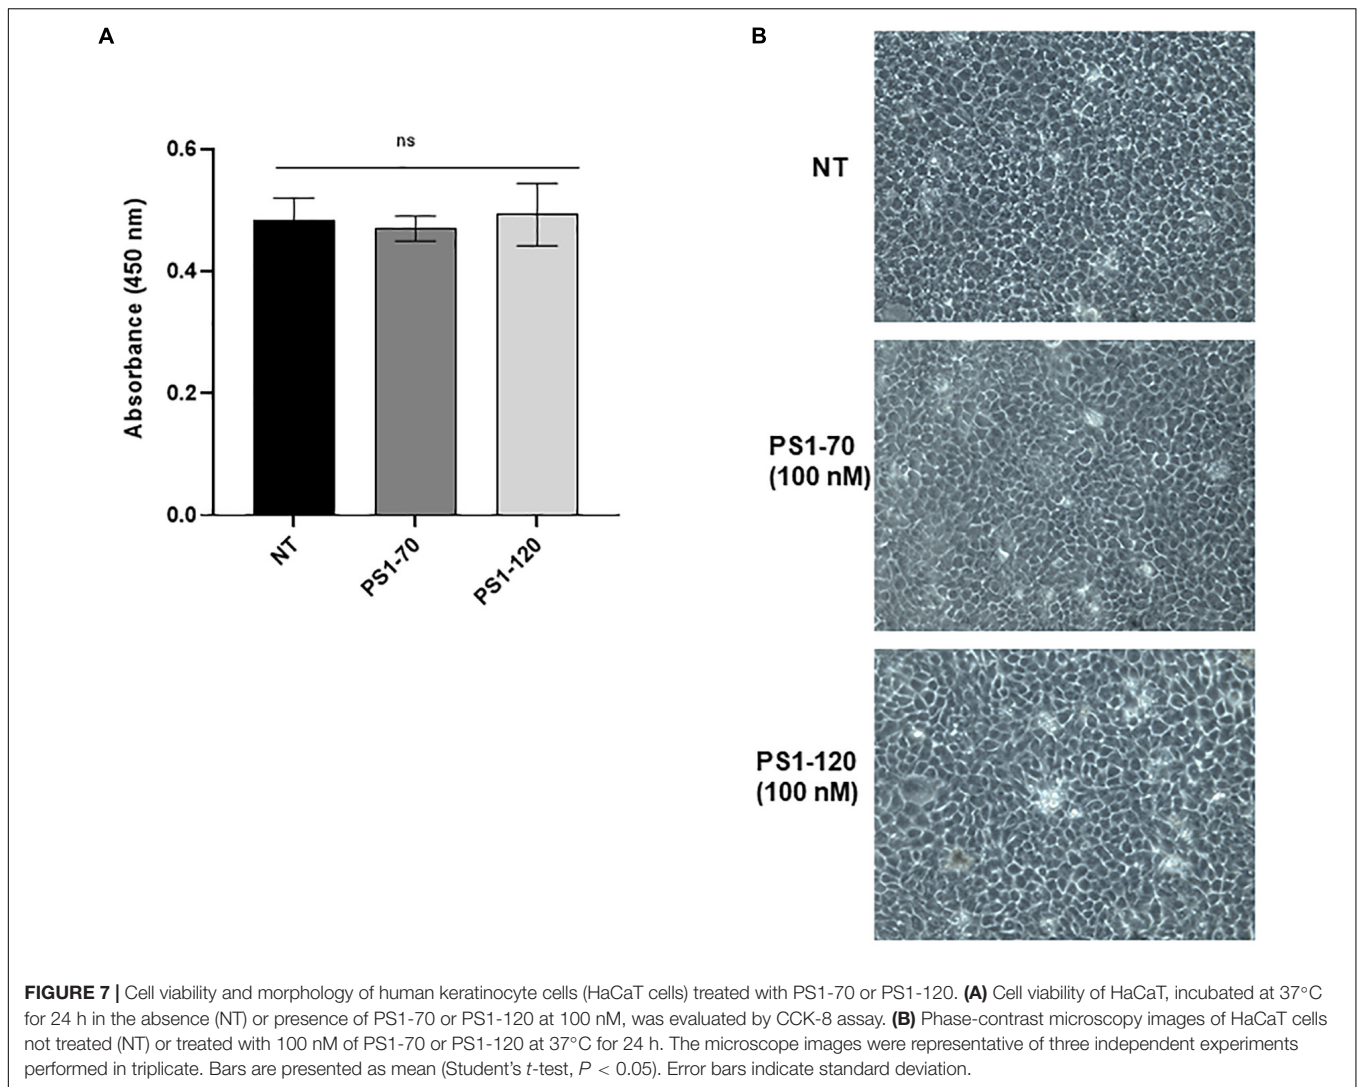 A
B
ns
0.6
0.4
0.2
0.0
Absorbance (450 nm)
NT
PS1-70
PS1-120
NT
PS1-70
(100 nM)
PS1-120
(100 nM)
FIGURE 7 | Cell viability and morphology of human keratinocyte cells (HaCaT cells) treated with PS1-70 or PS1-120. (A) Cell viability of HaCaT, incubated at 37°C
for 24 h in the absence (NT) or presence of PS1-70 or PS1-120 at 100 nM, was evaluated by CCK-8 assay. (B) Phase-contrast microscopy images of HaCaT cells
not treated (NT) or treated with 100 nM of PS1-70 or PS1-120 at 37°C for 24 h. The microscope images were representative of three independent experiments
performed in triplicate. Bars are presented as mean (Student's t-test, P < 0.05). Error bars indicate standard deviation.